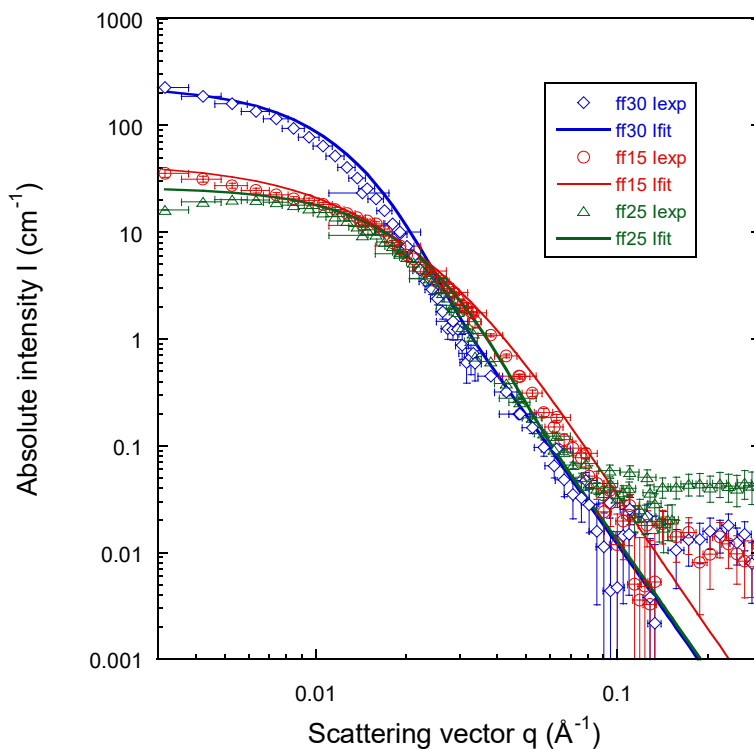 1000
100
10
1
0.1
0.01
0.001
Absolute intensity I (cm⁻¹)
ff30 Iexp
ff30 Ifit
ff15 Iexp
ff15 Ifit
ff25 Iexp
ff25 Ifit
0.01 0.1
Scattering vector q (Å⁻¹)